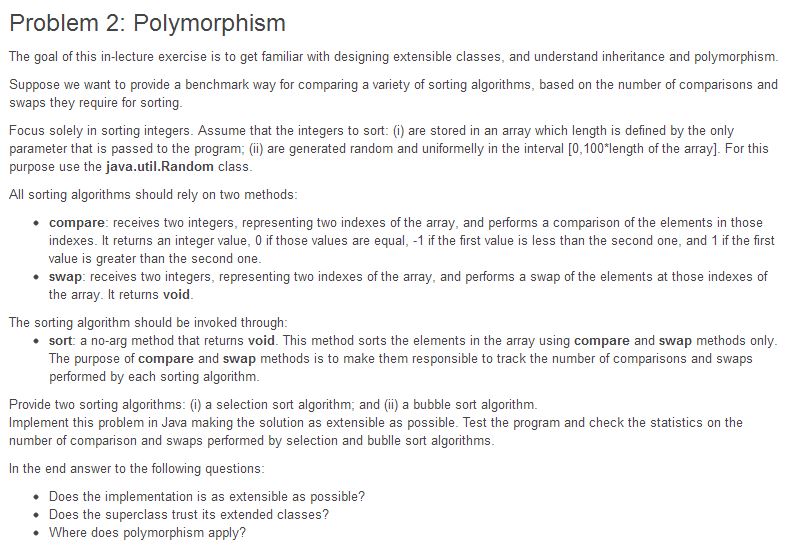 Problem 2: Polymorphism
The goal of this in-lecture exercise is to get familiar with designing extensible classes, and understand inheritance and polymorphism.
Suppose we want to provide a benchmark way for comparing a variety of sorting algorithms, based on the number of comparisons and
swaps they require for sorting.
Focus solely in sorting integers. Assume that the integers to sort: (i) are stored in an array which length is defined by the only
parameter that is passed to the program; (ii) are generated random and uniformelly in the interval [0,100*length of the array]. For this
purpose use the java.util.Random class.
All sorting algorithms should rely on two methods:
• compare: receives two integers, representing two indexes of the array, and performs a comparison of the elements in those
indexes. It returns an integer value, 0 if those values are equal, -1 if the first value is less than the second one, and 1 if the first
value is greater than the second one.
• swap: receives two integers, representing two indexes of the array, and performs a swap of the elements at those indexes of
the array. It returns void.
The sorting algorithm should be invoked through:
• sort: a no-arg method that returns void. This method sorts the elements in the array using compare and swap methods only.
The purpose of compare and swap methods is to make them responsible to track the number of comparisons and swaps
performed by each sorting algorithm.
Provide two sorting algorithms: (i) a selection sort algorithm; and (ii) a bubble sort algorithm.
Implement this problem in Java making the solution as extensible as possible. Test the program and check the statistics on the
number of comparison and swaps performed by selection and bublle sort algorithms.
In the end answer to the following questions:
• Does the implementation is as extensible as possible?
• Does the superclass trust its extended classes?
• Where does polymorphism apply?